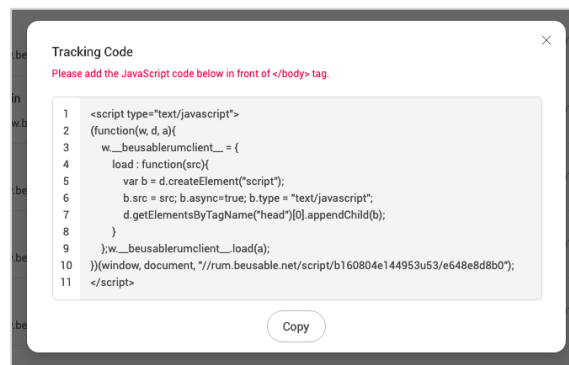 Tracking Code
Please add the JavaScript code below in front of </body> tag.
1 <script type="text/javascript">
2 (function(w, d, a){
3 w.__beusablerumclient__ = {
4 load : function(src){
5 var b = d.createElement("script");
6 b.src = src; b.async=true; b.type = "text/javascript";
7 d.getElementsByTagName("head")[0].appendChild(b);
8 }
9 };w.__beusablerumclient__.load(a);
10 })(window, document, "//rum.beusable.net/script/b160804e144953u53/e648e8d8b0");
11 </script>
Copy